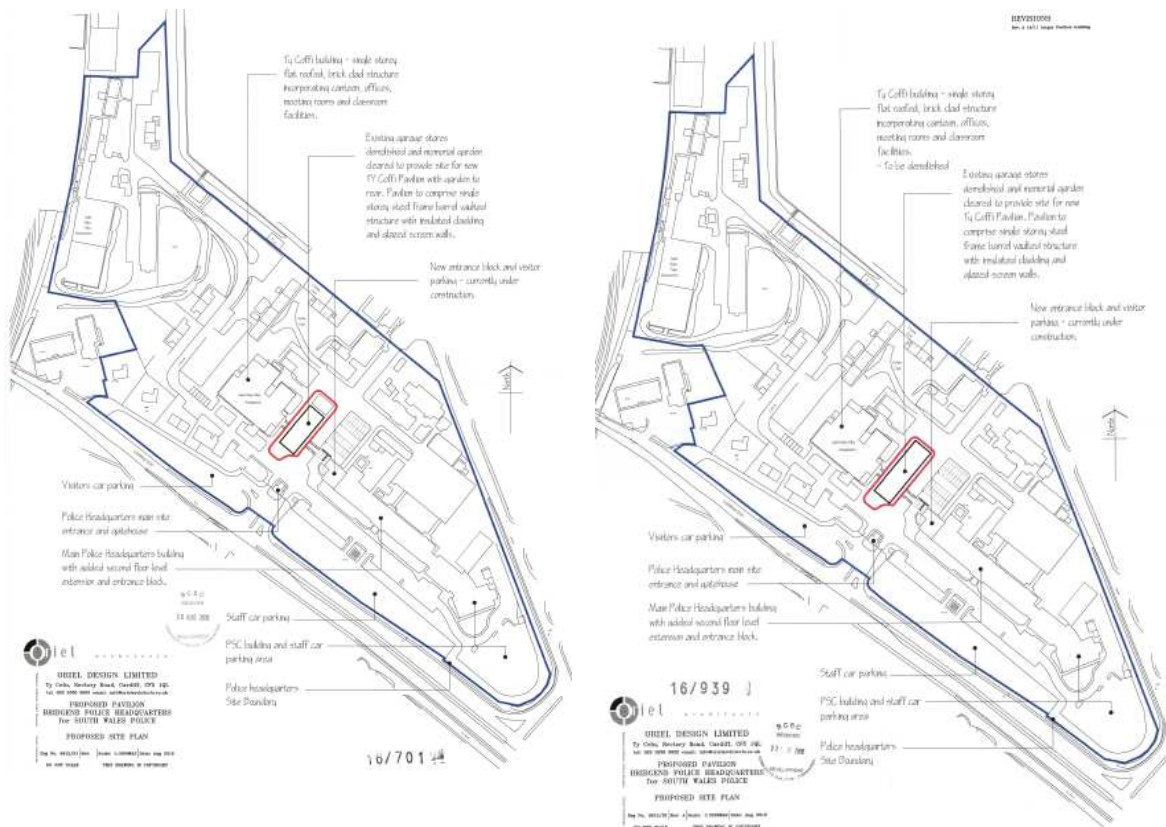 Ty Coffi building - single storey
flat roofed, brick clad structure
incorporating canteen, offices,
meeting rooms and classroom
facilities.
Existing garage stores
demolished and memorial garden
cleared to provide site for new
TY Coffi Pavilion with garden to
rear. Pavilion to comprise single
storey steel frame barrel vaulted
structure with insulated cladding
and glazed screen walls.
New entrance block and visitor
parking - currently under
construction.
North
Visitors car parking
Police Headquarters main site
entrance and gatehouse
Main Police Headquarters building
with added second floor level
extension and entrance block.
Staff car parking
PSC building and staff car
parking area
Police headquarters
Site Boundary
Oriel
ORIEL DESIGN LIMITED
PROPOSED PAVILION
BRIDGEND POLICE HEADQUARTERS
for SOUTH WALES POLICE
PROPOSED SITE PLAN
DO NOT SCALE
THIS DRAWING IS COPYRIGHT
16/701
REVISIONS
Ty Coffi building - single storey
flat roofed, brick clad structure
incorporating canteen, offices,
meeting rooms and classroom
facilities.
- To be demolished
Existing garage stores
demolished and memorial garden
cleared to provide site for new
Ty Coffi Pavilion. Pavilion to
comprise single storey steel
frame barrel vaulted structure
with insulated cladding and
glazed screen walls.
New entrance block and visitor
parking - currently under
construction.
North
Visitors car parking
Police Headquarters main site
entrance and gatehouse
Main Police Headquarters building
with added second floor level
extension and entrance block.
Staff car parking
PSC building and staff car
parking area
Police headquarters
Site Boundary
16/939
Oriel
ORIEL DESIGN LIMITED
PROPOSED PAVILION
BRIDGEND POLICE HEADQUARTERS
for SOUTH WALES POLICE
PROPOSED SITE PLAN